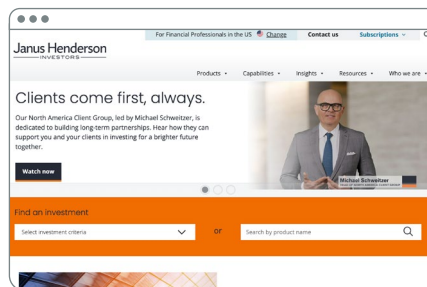 For Financial Professionals in the US Change Contact us Subscriptions
Janus Henderson
INVESTORS
Products Capabilities Insights Resources Who we are
Clients come first, always.
Our North America Client Group, led by Michael Schweitzer, is
dedicated to building long-term partnerships. Hear how they can
support you and your clients in investing for a brighter future
together.
Watch now
Michael Schweitzer
Find an investment
Select investment criteria or Search by product name